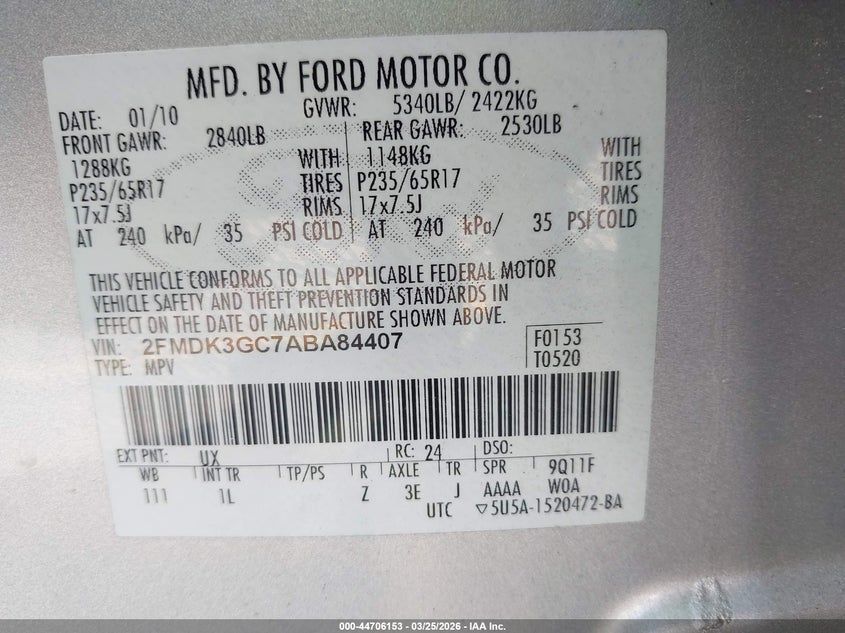 MFD. BY FORD MOTOR CO.
DATE: 01/10 GVWR: 5340LB/ 2422KG
FRONT GAWR: 2840LB REAR GAWR: 2530LB
1288KG WITH 1148KG WITH
P235/65R17 TIRES P235/65R17 TIRES
17x7.5J RIMS 17x7.5J RIMS
AT 240 kPa/ 35 PSI COLD AT 240 kPa/ 35 PSI COLD
THIS VEHICLE CONFORMS TO ALL APPLICABLE FEDERAL MOTOR
VEHICLE SAFETY AND THEFT PREVENTION STANDARDS IN
EFFECT ON THE DATE OF MANUFACTURE SHOWN ABOVE.
VIN: 2FMDK3GC7ABA84407 F0153
TYPE: MPV T0520
EXT PNT: UX RC: 24 DSO:
WB INT TR TP/PS R AXLE TR SPR 9Q11F
111 1L Z 3E J AAAA W0A
UTC ▽5U5A-1520472-BA
000-44706153 — 03/25/2026 — IAA Inc.